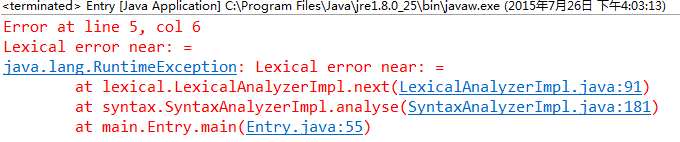 <terminated> Entry [Java Application] C:\Program Files\Java\jre1.8.0_25\bin\javaw.exe (2015年7月26日 下午4:03:13)
Error at line 5, col 6
Lexical error near: =
java.lang.RuntimeException: Lexical error near: =
at lexical.LexicalAnalyzerImpl.next(LexicalAnalyzerImpl.java:91)
at syntax.SyntaxAnalyzerImpl.analyse(SyntaxAnalyzerImpl.java:181)
at main.Entry.main(Entry.java:55)